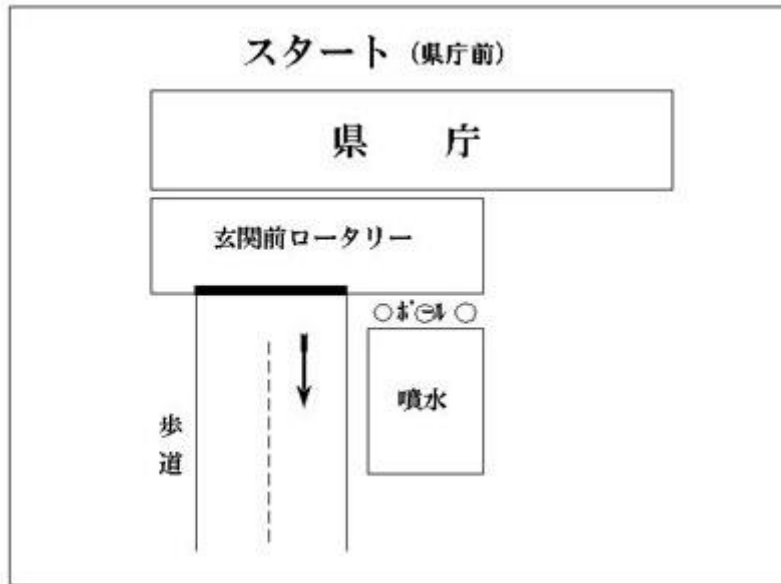 スタート（県庁前）
県　庁
玄関前ロータリー
ポール
噴水
歩道